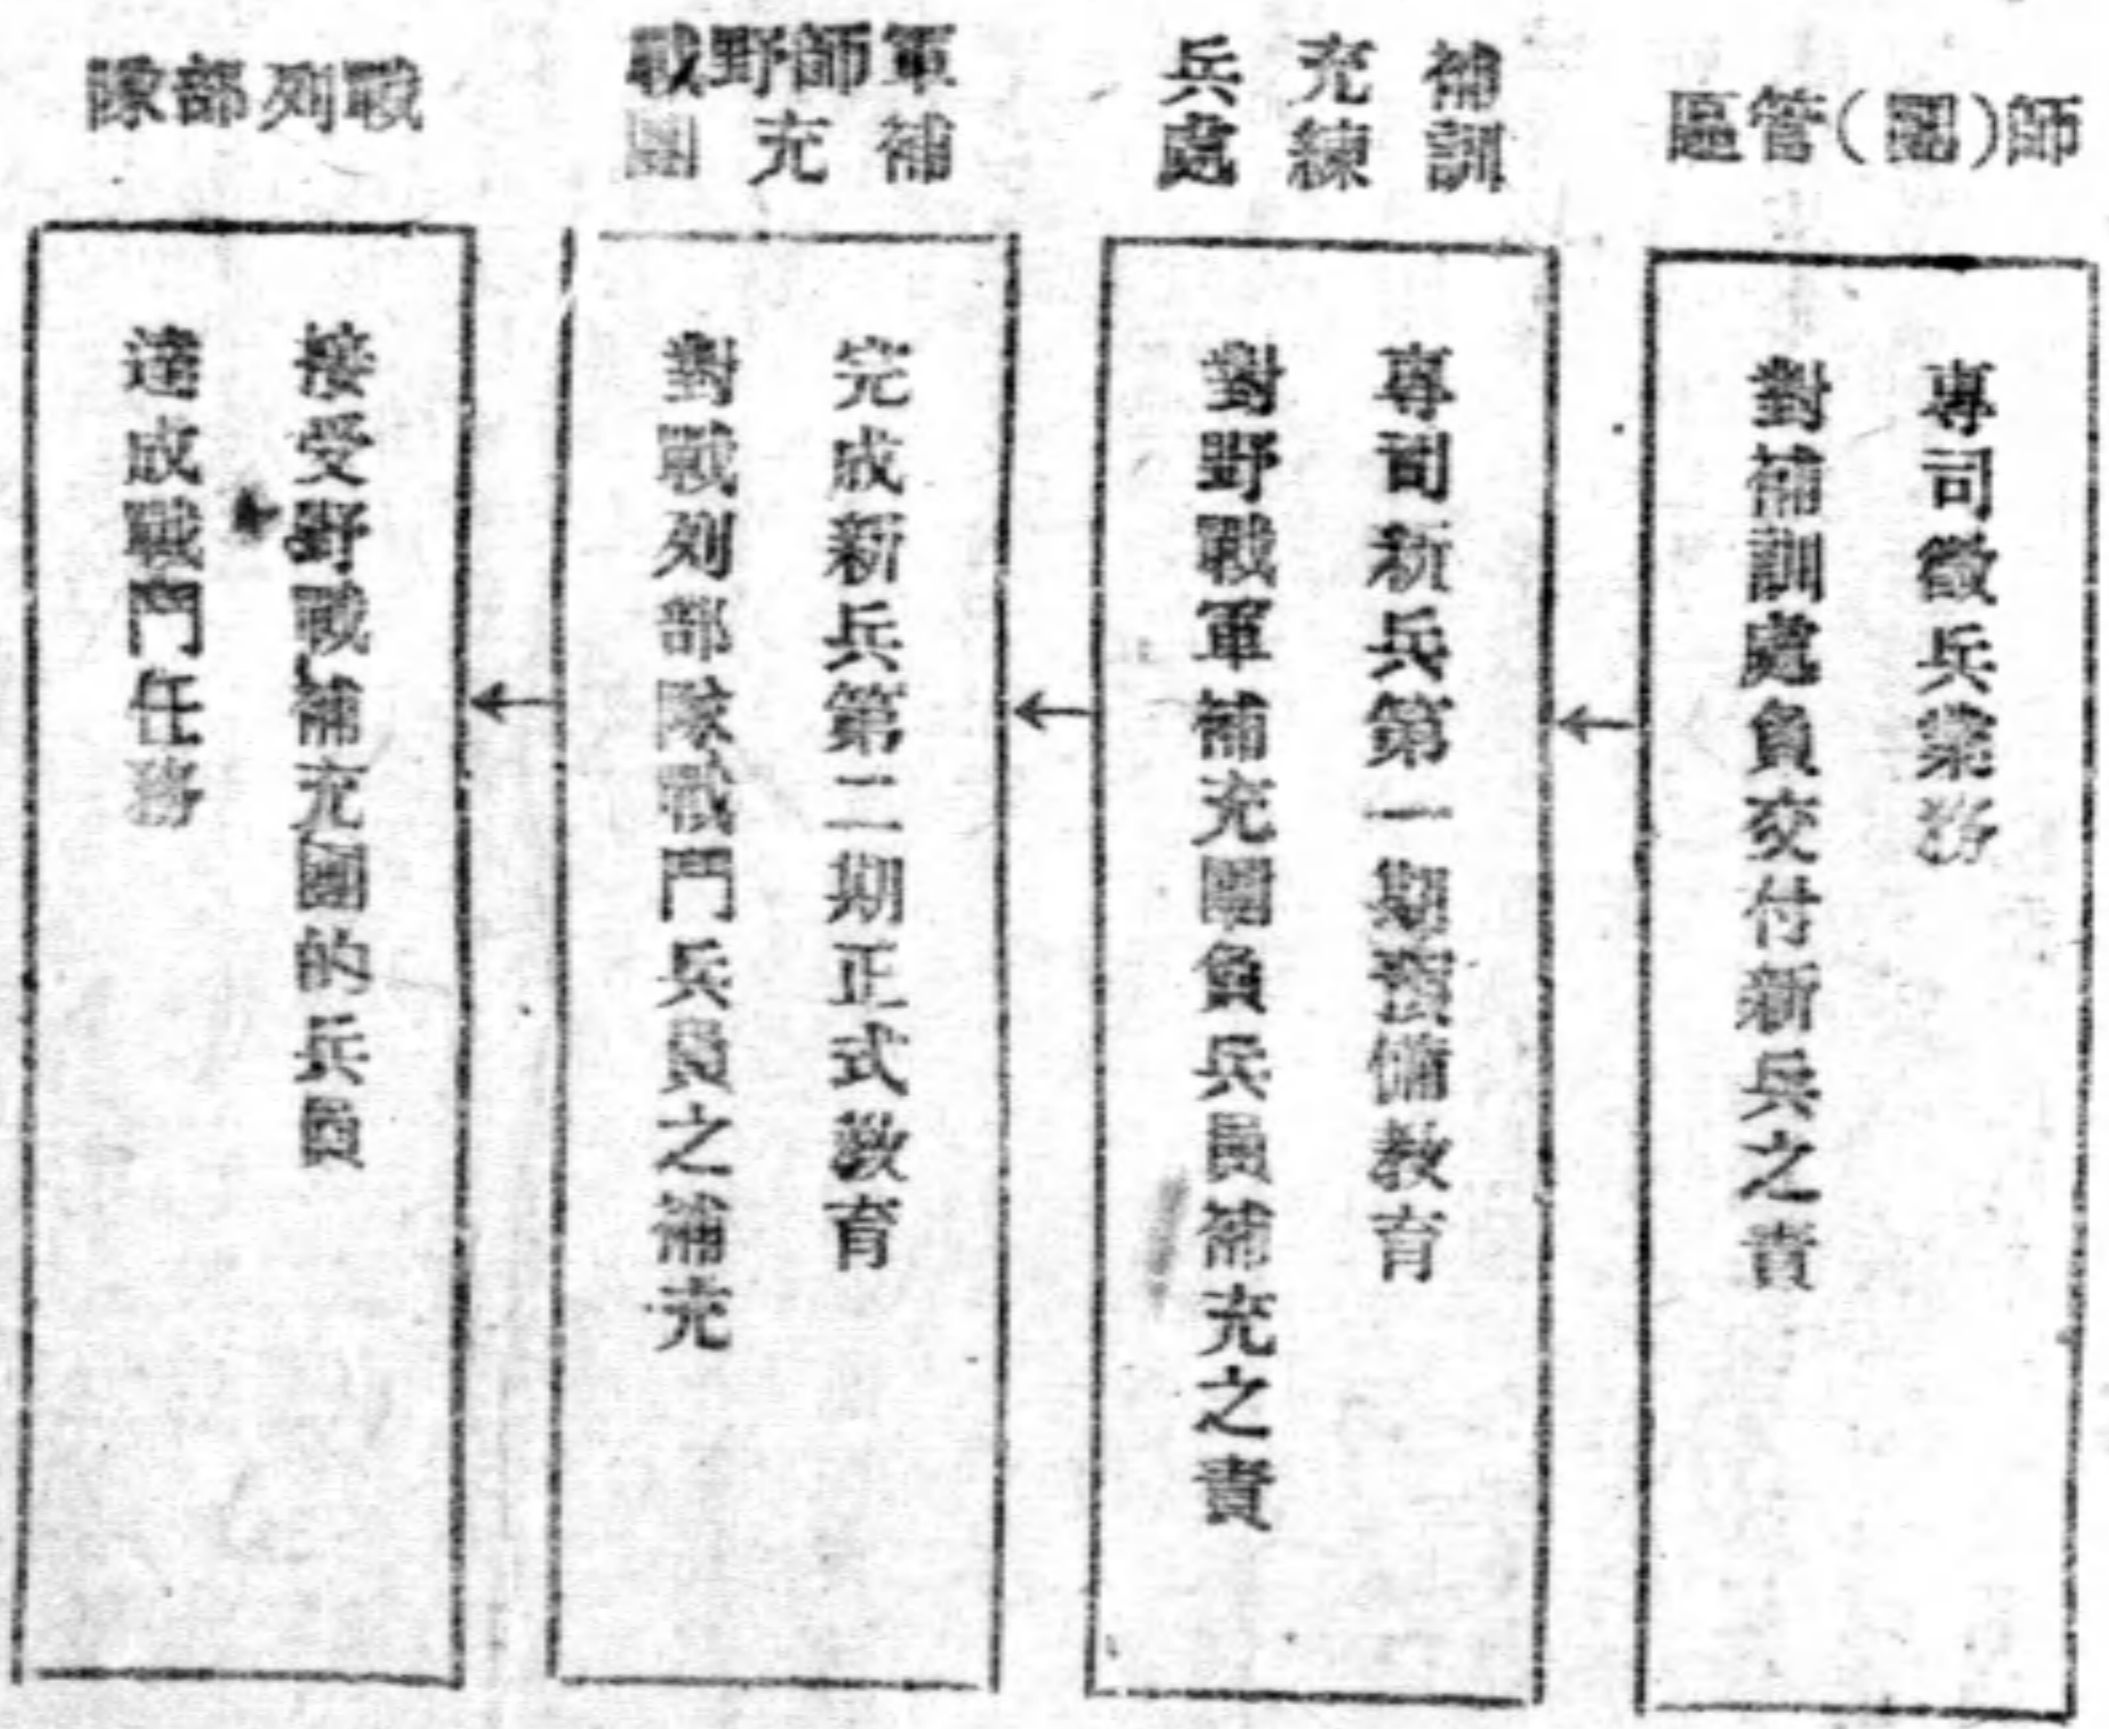 師(團)管區
專司徵兵業務
對補訓處負交付新兵之責
補充兵
訓練處
專司新兵第一期預備教育
對野戰軍補充團負兵員補充之責
軍師野戰
補充團
完成新兵第二期正式教育
對戰列部隊戰鬥兵員之補充
戰列部隊
接受野戰補充團的兵員
達成戰鬥任務